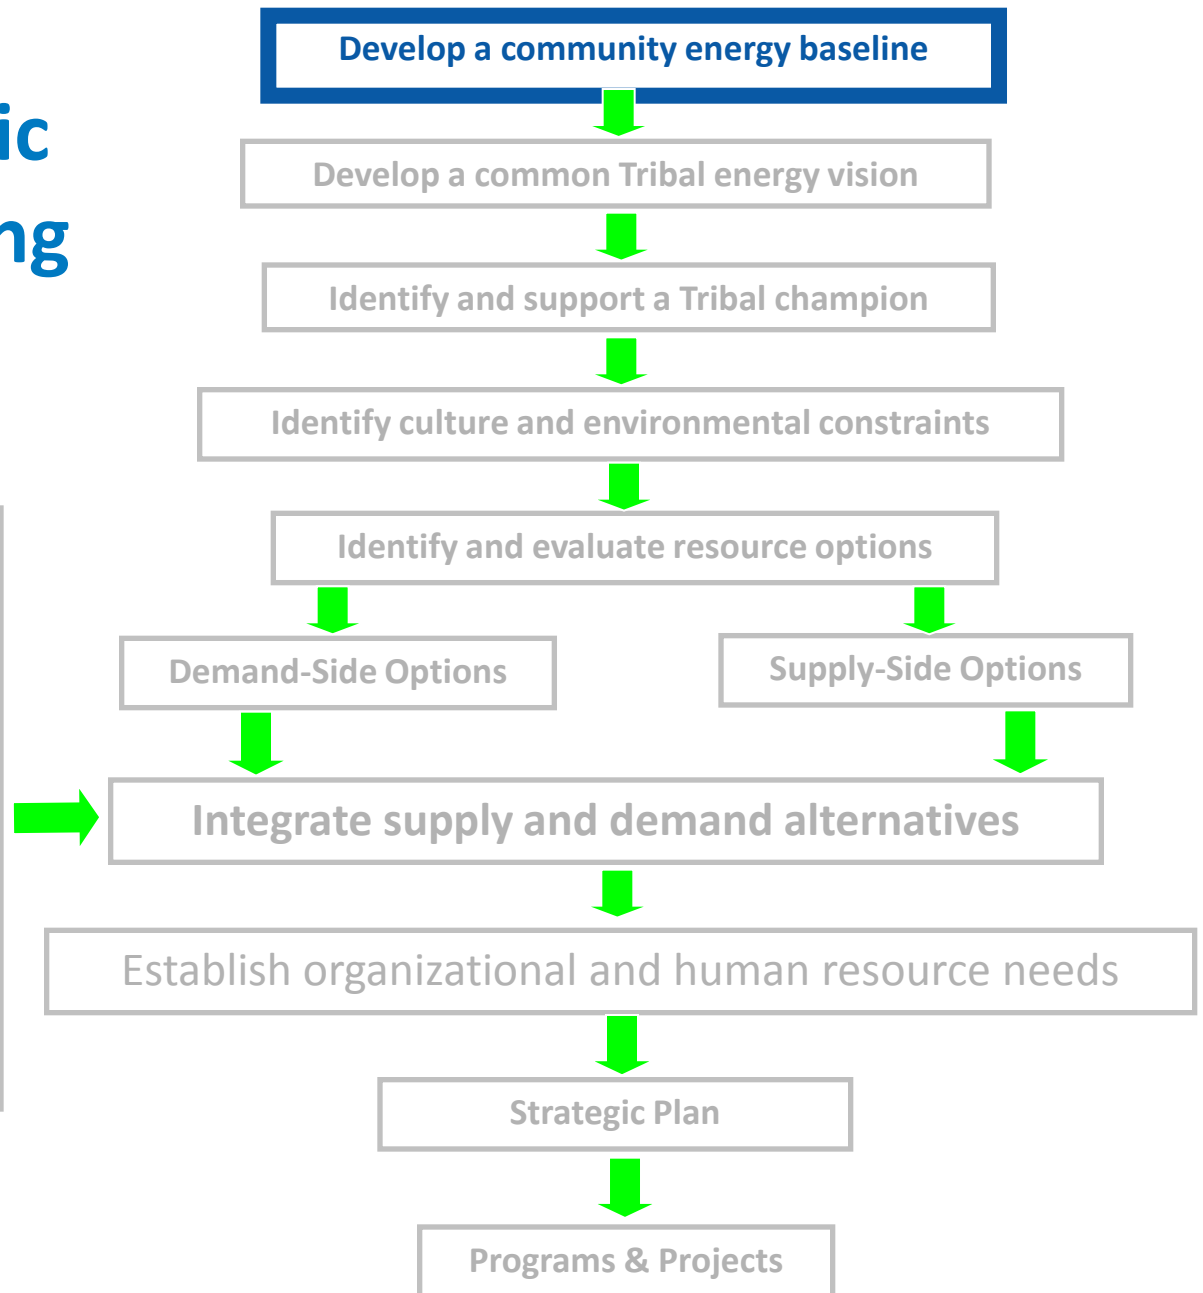 ic
ng
Develop a community energy baseline
Develop a common Tribal energy vision
Identify and support a Tribal champion
Identify culture and environmental constraints
Identify and evaluate resource options
Demand-Side Options
Supply-Side Options
Integrate supply and demand alternatives
Establish organizational and human resource needs
Strategic Plan
Programs & Projects